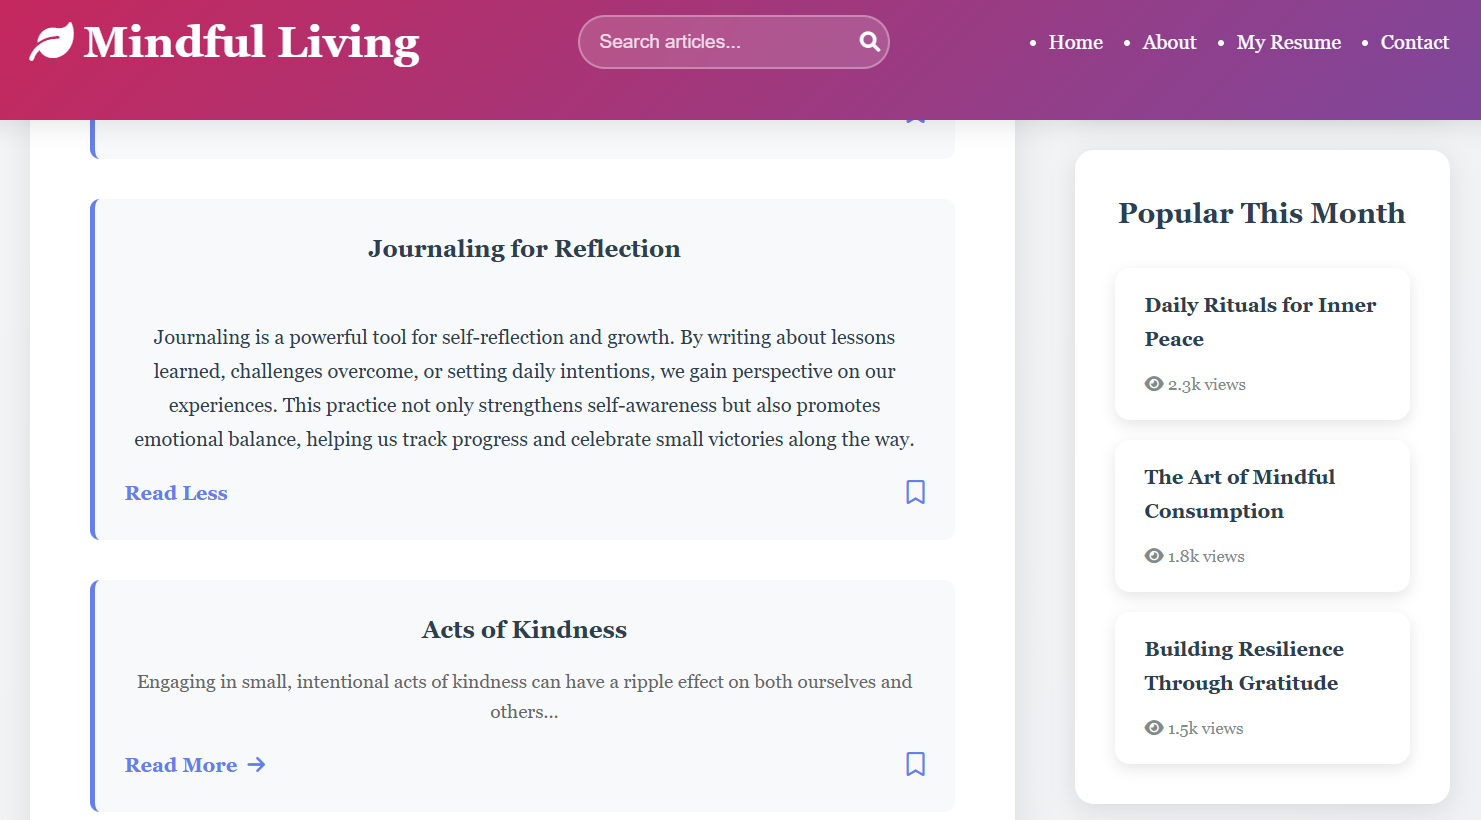 Mindful Living
Search articles...
• Home • About • My Resume • Contact
Journaling for Reflection
Journaling is a powerful tool for self-reflection and growth. By writing about lessons
learned, challenges overcome, or setting daily intentions, we gain perspective on our
experiences. This practice not only strengthens self-awareness but also promotes
emotional balance, helping us track progress and celebrate small victories along the way.
Read Less
Acts of Kindness
Engaging in small, intentional acts of kindness can have a ripple effect on both ourselves and
others...
Read More →
Popular This Month
Daily Rituals for Inner
Peace
2.3k views
The Art of Mindful
Consumption
1.8k views
Building Resilience
Through Gratitude
1.5k views